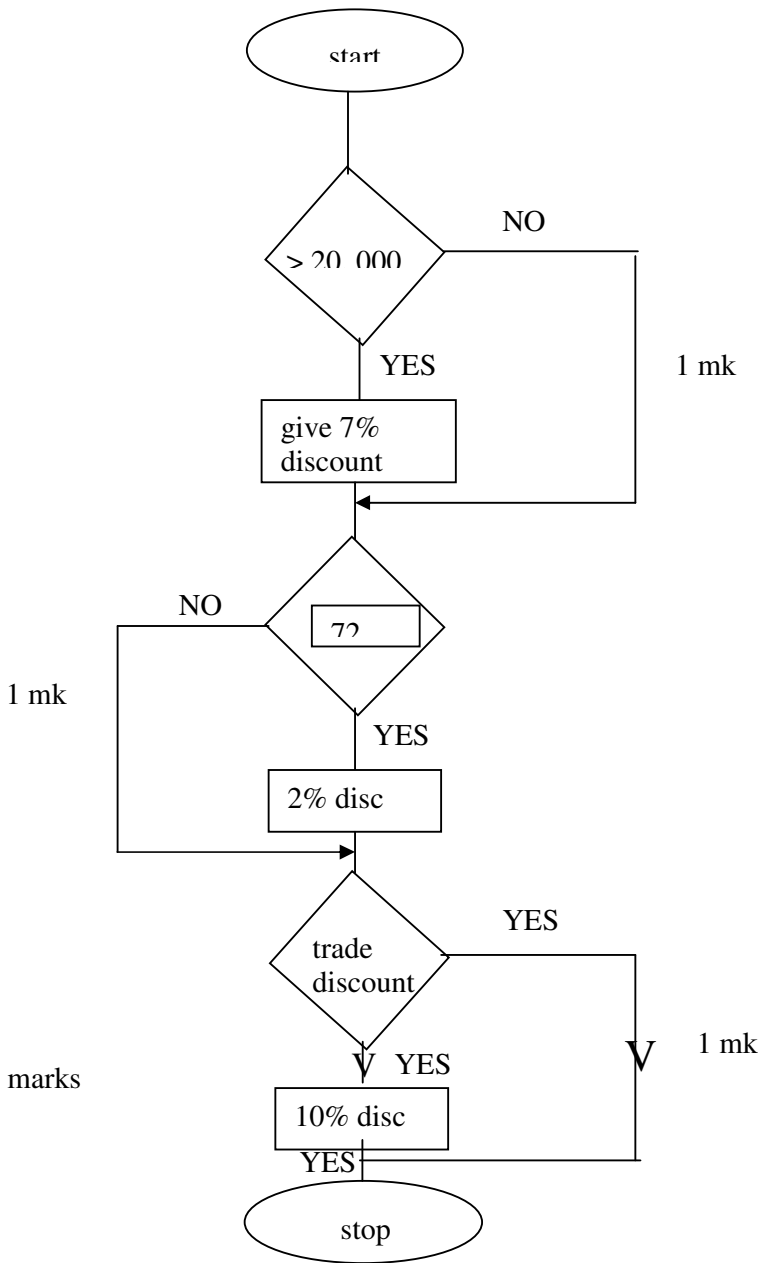 start
NO
> 20 000
YES
1 mk
give 7%
discount
NO
72
1 mk
YES
2% disc
YES
trade
discount
1 mk
V YES
V
marks
10% disc
YES
stop